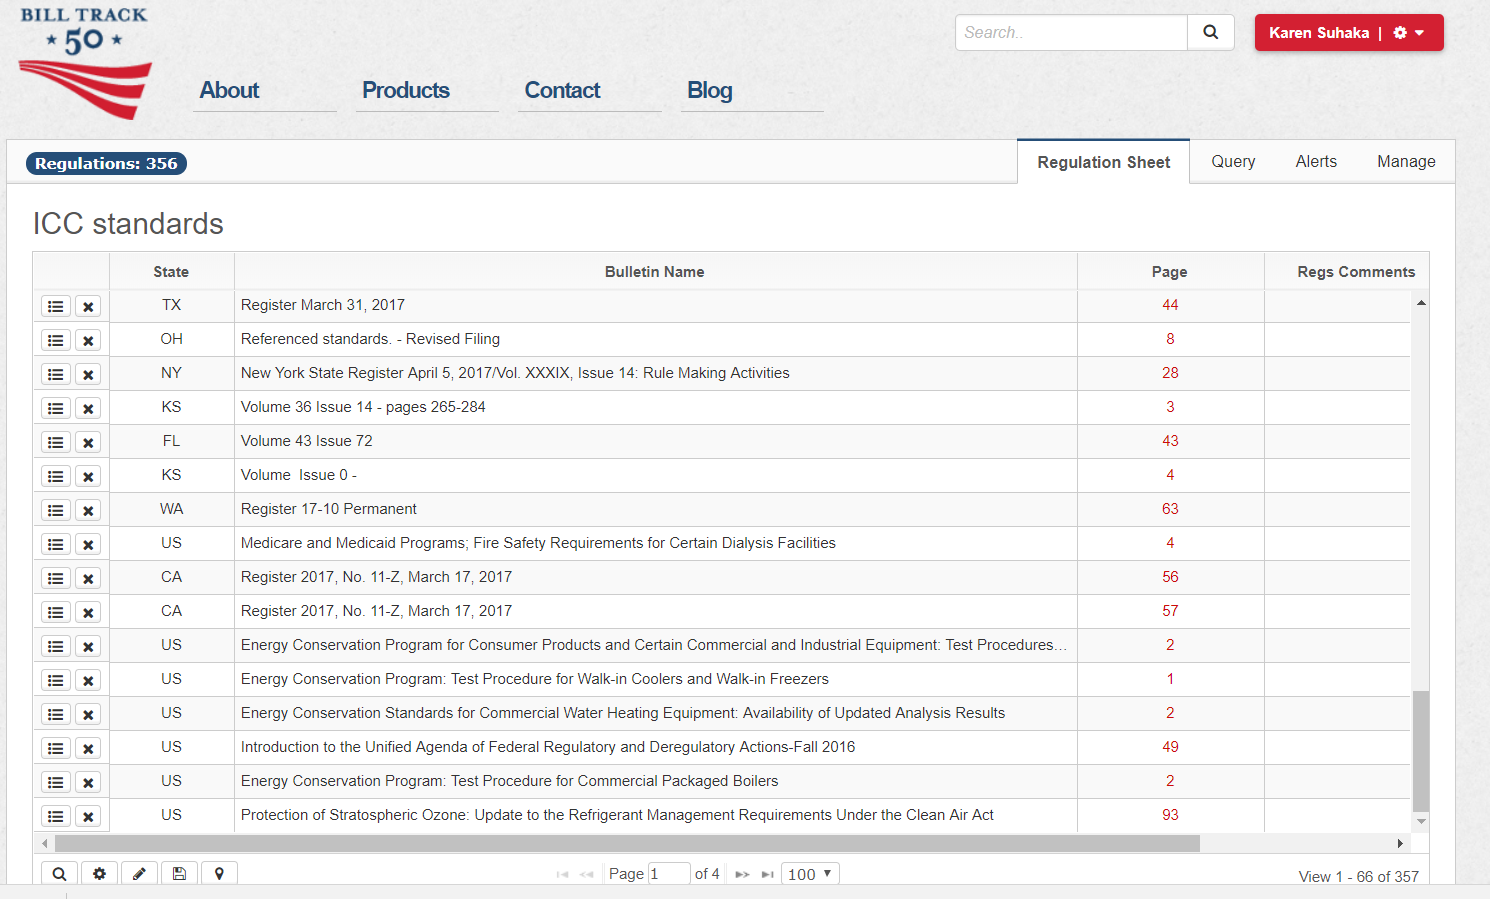 BILL TRACK
50
Search..
Karen Suhaka |
About Products Contact Blog
Regulations: 356
Regulation Sheet Query Alerts Manage
ICC standards
State Bulletin Name Page Regs Comments
TX Register March 31, 2017 44
OH Referenced standards. - Revised Filing 8
NY New York State Register April 5, 2017/Vol. XXXIX, Issue 14: Rule Making Activities 28
KS Volume 36 Issue 14 - pages 265-284 3
FL Volume 43 Issue 72 43
KS Volume  Issue 0 - 4
WA Register 17-10 Permanent 63
US Medicare and Medicaid Programs; Fire Safety Requirements for Certain Dialysis Facilities 4
CA Register 2017, No. 11-Z, March 17, 2017 56
CA Register 2017, No. 11-Z, March 17, 2017 57
US Energy Conservation Program for Consumer Products and Certain Commercial and Industrial Equipment: Test Procedures... 2
US Energy Conservation Program: Test Procedure for Walk-in Coolers and Walk-in Freezers 1
US Energy Conservation Standards for Commercial Water Heating Equipment: Availability of Updated Analysis Results 2
US Introduction to the Unified Agenda of Federal Regulatory and Deregulatory Actions-Fall 2016 49
US Energy Conservation Program: Test Procedure for Commercial Packaged Boilers 2
US Protection of Stratospheric Ozone: Update to the Refrigerant Management Requirements Under the Clean Air Act 93
Page 1 of 4 100 View 1 - 66 of 357